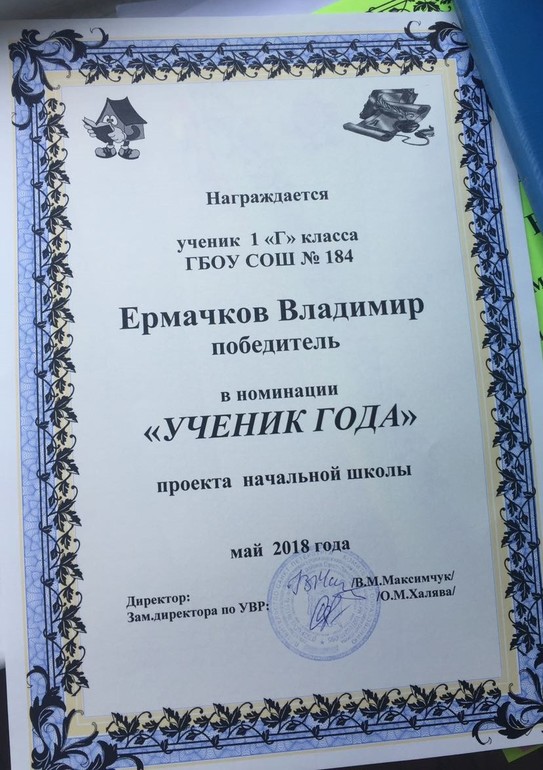 Награждается
ученик 1 «Г» класса
ГБОУ СОШ № 184
Ермачков Владимир
победитель
в номинации
«УЧЕНИК ГОДА»
проекта начальной школы
май 2018 года
Директор: /В.М.Максимчук/
Зам.директора по УВР: /О.М.Халява/